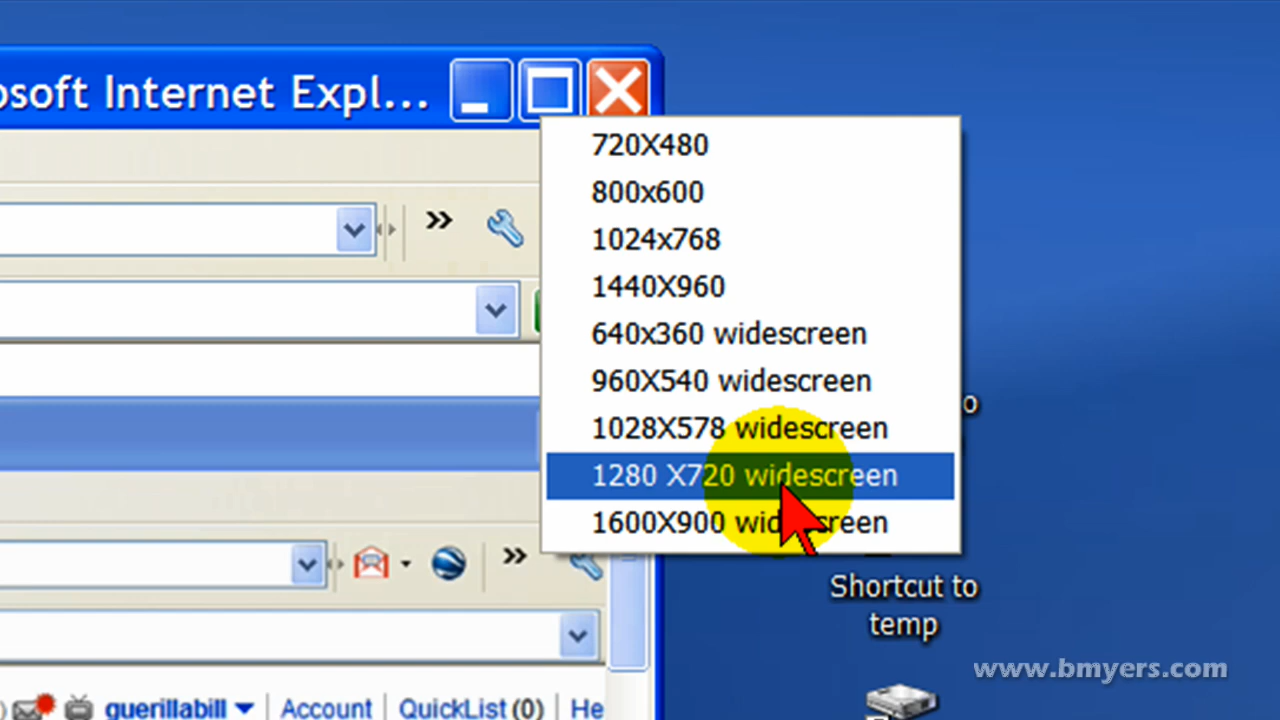 osoft Internet Expl...
720X480
800x600
1024x768
1440X960
640x360 widescreen
960X540 widescreen
1028X578 widescreen
1280 X720 widescreen
1600X900 widescreen
o
Shortcut to
temp
www.bmyers.com
guerillabill
Account
QuickList (0)
He